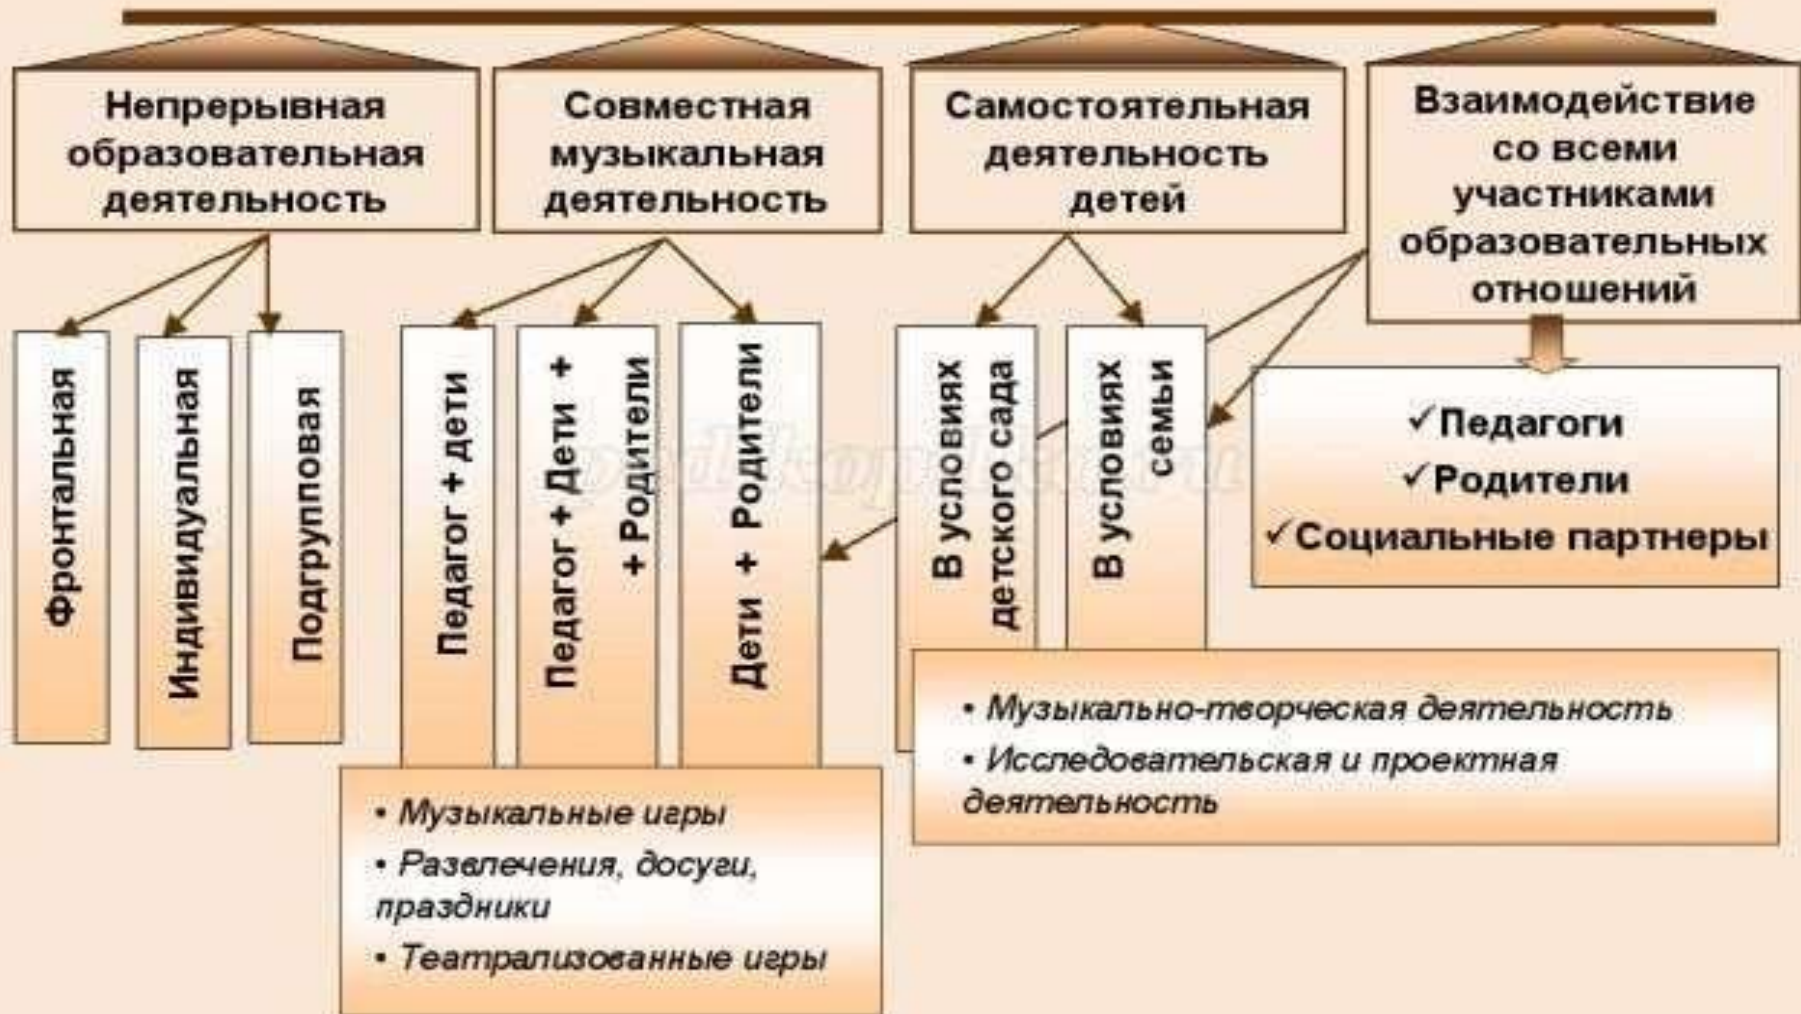 Непрерывная
образовательная
деятельность
Совместная
музыкальная
деятельность
Самостоятельная
деятельность
детей
Взаимодействие
со всеми
участниками
образовательных
отношений
Фронтальная
Индивидуальная
Подгрупповая
Педагог + дети
Педагог + Дети +
+ Родители
Дети + Родители
В условиях
детского сада
В условиях
семьи
✓Педагоги
✓Родители
✓Социальные партнеры
• Музыкально-творческая деятельность
• Исследовательская и проектная
деятельность
• Музыкальные игры
• Развлечения, досуги,
праздники
• Театрализованные игры